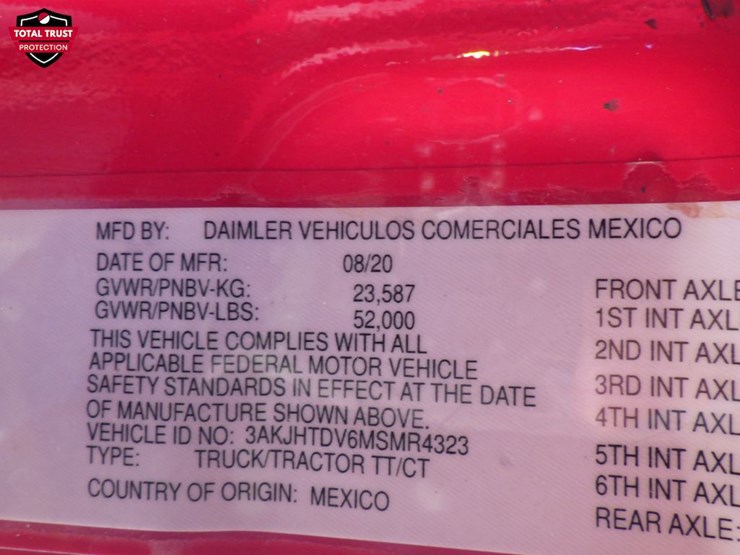 TOTAL TRUST
PROTECTION
MFD BY: DAIMLER VEHICULOS COMERCIALES MEXICO
DATE OF MFR: 08/20
GVWR/PNBV-KG: 23,587
GVWR/PNBV-LBS: 52,000
THIS VEHICLE COMPLIES WITH ALL
APPLICABLE FEDERAL MOTOR VEHICLE
SAFETY STANDARDS IN EFFECT AT THE DATE
OF MANUFACTURE SHOWN ABOVE.
VEHICLE ID NO: 3AKJHTDV6MSMR4323
TYPE: TRUCK/TRACTOR TT/CT
COUNTRY OF ORIGIN: MEXICO
FRONT AXLE
1ST INT AXL
2ND INT AXL
3RD INT AXL
4TH INT AXL
5TH INT AXL
6TH INT AXL
REAR AXLE: